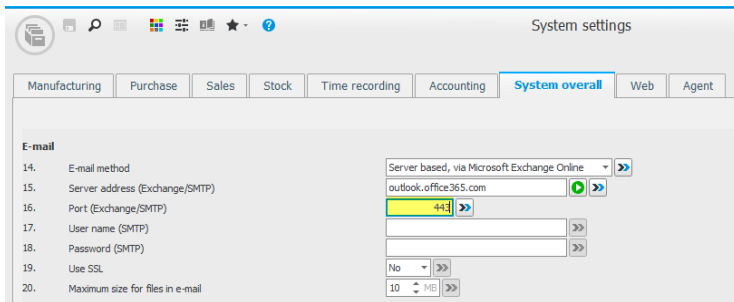 System settings
Manufacturing Purchase Sales Stock Time recording Accounting System overall Web Agent
E-mail
14. E-mail method Server based, via Microsoft Exchange Online
15. Server address (Exchange/SMTP) outlook.office365.com
16. Port (Exchange/SMTP) 443
17. User name (SMTP)
18. Password (SMTP)
19. Use SSL No
20. Maximum size for files in e-mail 10 MB